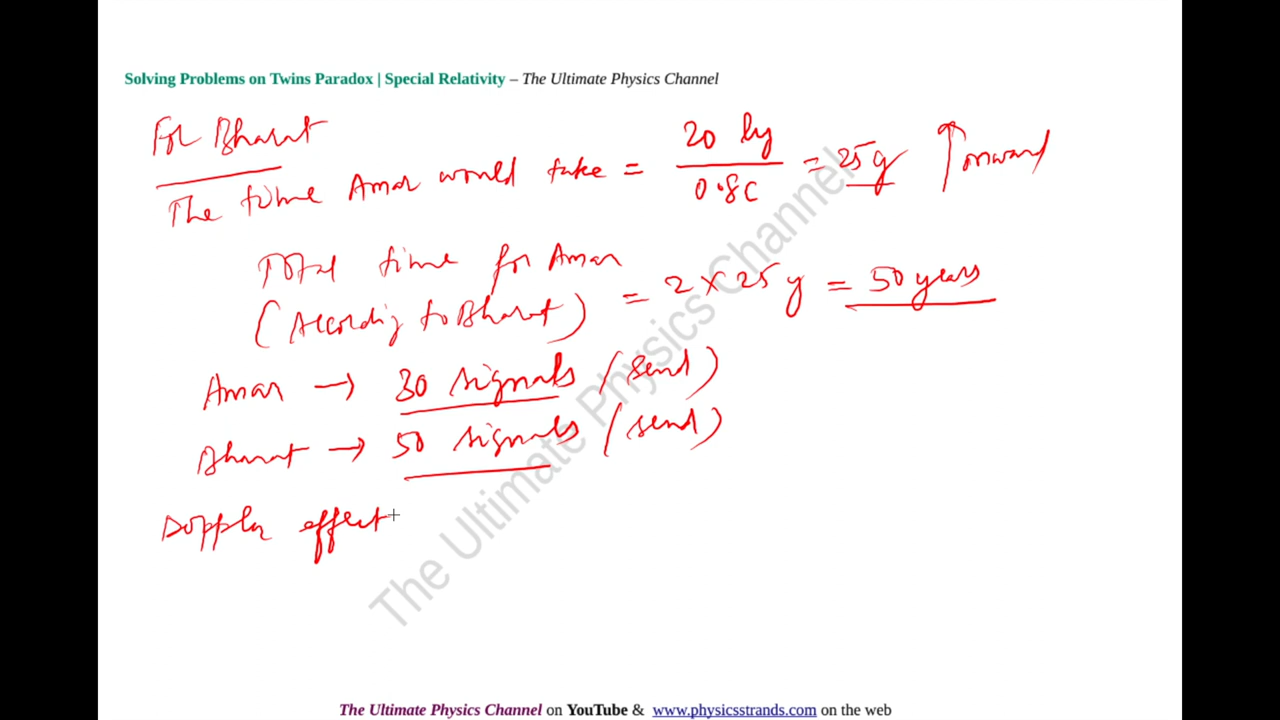 Solving Problems on Twins Paradox | Special Relativity – The Ultimate Physics Channel
For Bharat
The time Amar would take = 20 ly / 0.8C = 25 y ↑ onward
Total time for Amar
(According to Bharat) = 2 × 25 y = 50 years
Amar → 30 signals (send)
Bharat → 50 signals (send)
Doppler effect
The Ultimate Physics Channel
The Ultimate Physics Channel on YouTube & www.physicsstrands.com on the web